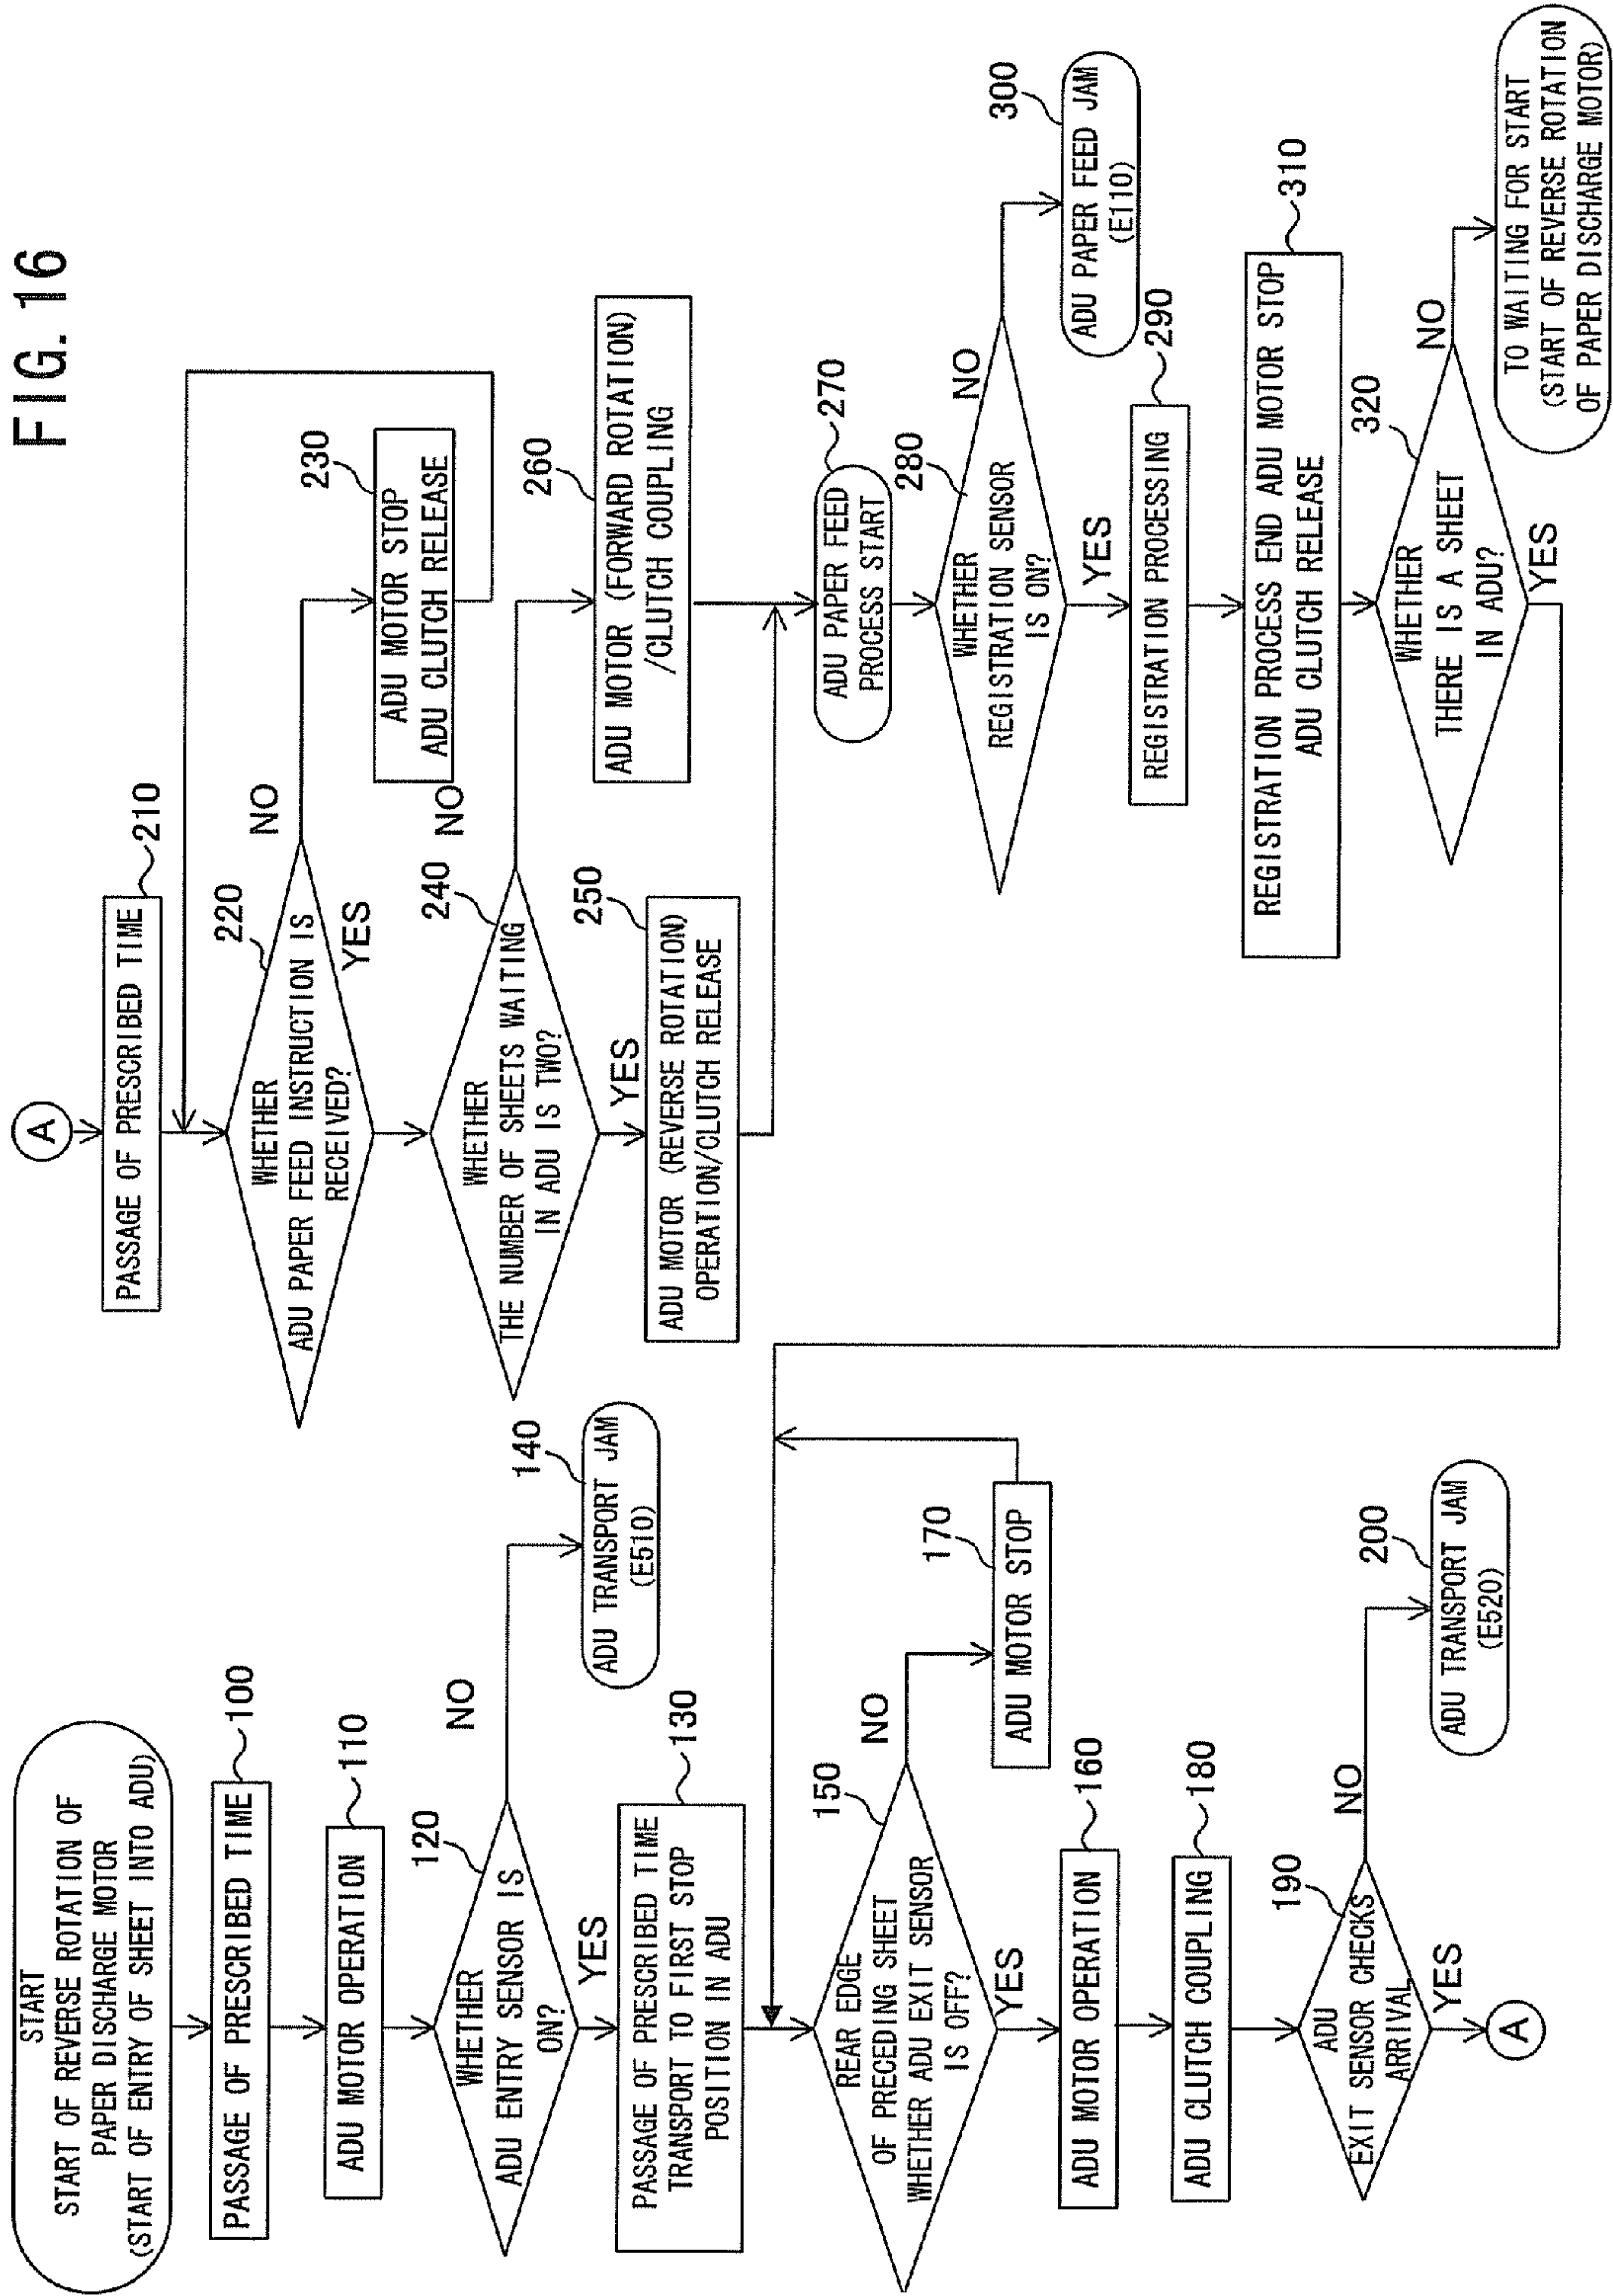 FIG. 16
START
START OF REVERSE ROTATION OF
PAPER DISCHARGE MOTOR
(START OF ENTRY OF SHEET INTO ADU)
PASSAGE OF PRESCRIBED TIME
100
ADU MOTOR OPERATION
110
WHETHER
ADU ENTRY SENSOR IS
ON?
120
NO
YES
ADU TRANSPORT JAM
(E510)
140
PASSAGE OF PRESCRIBED TIME
TRANSPORT TO FIRST STOP
POSITION IN ADU
130
REAR EDGE
OF PRECEDING SHEET
WHETHER ADU EXIT SENSOR
IS OFF?
150
NO
YES
ADU MOTOR STOP
170
ADU MOTOR OPERATION
160
ADU CLUTCH COUPLING
180
ADU
EXIT SENSOR CHECKS
ARRIVAL
190
NO
YES
ADU TRANSPORT JAM
(E520)
200
A
A
PASSAGE OF PRESCRIBED TIME
210
WHETHER
ADU PAPER FEED INSTRUCTION IS
RECEIVED?
220
NO
YES
ADU MOTOR STOP
ADU CLUTCH RELEASE
230
WHETHER
THE NUMBER OF SHEETS WAITING
IN ADU IS TWO?
240
NO
YES
ADU MOTOR (REVERSE ROTATION)
OPERATION/CLUTCH RELEASE
250
ADU MOTOR (FORWARD ROTATION)
/CLUTCH COUPLING
260
ADU PAPER FEED
PROCESS START
270
WHETHER
REGISTRATION SENSOR
IS ON?
280
NO
YES
ADU PAPER FEED JAM
(E110)
300
REGISTRATION PROCESSING
290
REGISTRATION PROCESS END ADU MOTOR STOP
ADU CLUTCH RELEASE
310
WHETHER
THERE IS A SHEET
IN ADU?
320
NO
YES
TO WAITING FOR START
(START OF REVERSE ROTATION
OF PAPER DISCHARGE MOTOR)